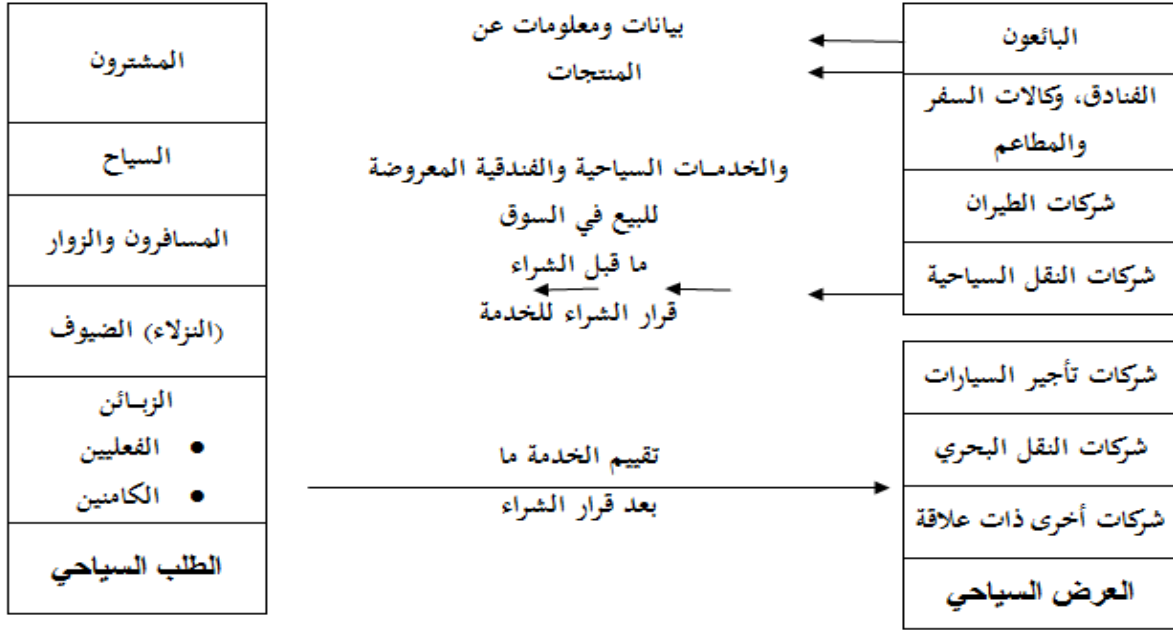 البائعون
الفنادق، وكالات السفر
والمطاعم
شركات الطيران
شركات النقل السياحية
شركات تأجير السيارات
شركات النقل البحري
شركات أخرى ذات علاقة
العرض السياحي
بيانات ومعلومات عن
المنتجات
والخدمات السياحية والفندقية المعروضة
للبيع في السوق
ما قبل الشراء
قرار الشراء للخدمة
تقييم الخدمة ما
بعد قرار الشراء
المشترون
السياح
المسافرون والزوار
(النزلاء) الضيوف
الزبائن
• الفعليين
• الكامنين
الطلب السياحي